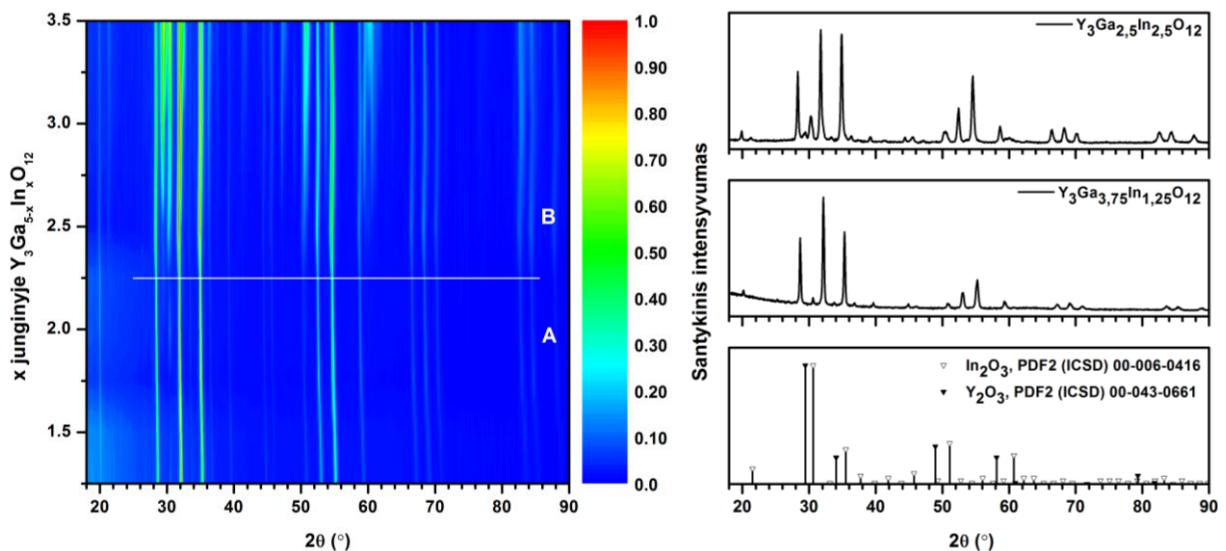 x junginyje Y₃Ga₅₋ₓInₓO₁₂
3.5
3.0
2.5
2.0
1.5
B
A
20 30 40 50 60 70 80 90
2θ (°)
1.0
0.90
0.80
0.70
0.60
0.50
0.40
0.30
0.20
0.10
0.0
Santykinis intensyvumas
Y₃Ga₂,₅In₂,₅O₁₂
Y₃Ga₃,₇₅In₁,₂₅O₁₂
In₂O₃, PDF2 (ICSD) 00-006-0416
Y₂O₃, PDF2 (ICSD) 00-043-0661
20 30 40 50 60 70 80 90
2θ (°)